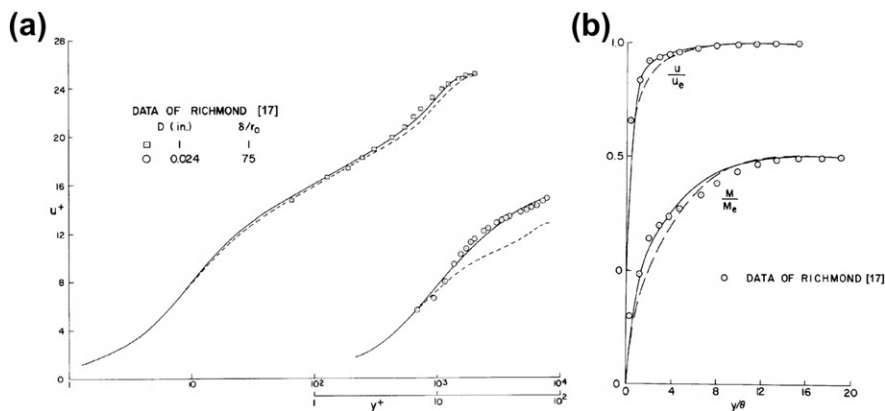 (a)
28
24
20
16
12
8
4
0
u+
DATA OF RICHMOND [17]
D (in.) δ/r₀
□ 1 1
○ 0.024 75
1 10 10² 10³ 10⁴
1 y+ 10 10²
(b)
1.0
0.5
0
0
u/uₑ
M/Mₑ
○ DATA OF RICHMOND [17]
0 4 8 12 16 20
y/θ